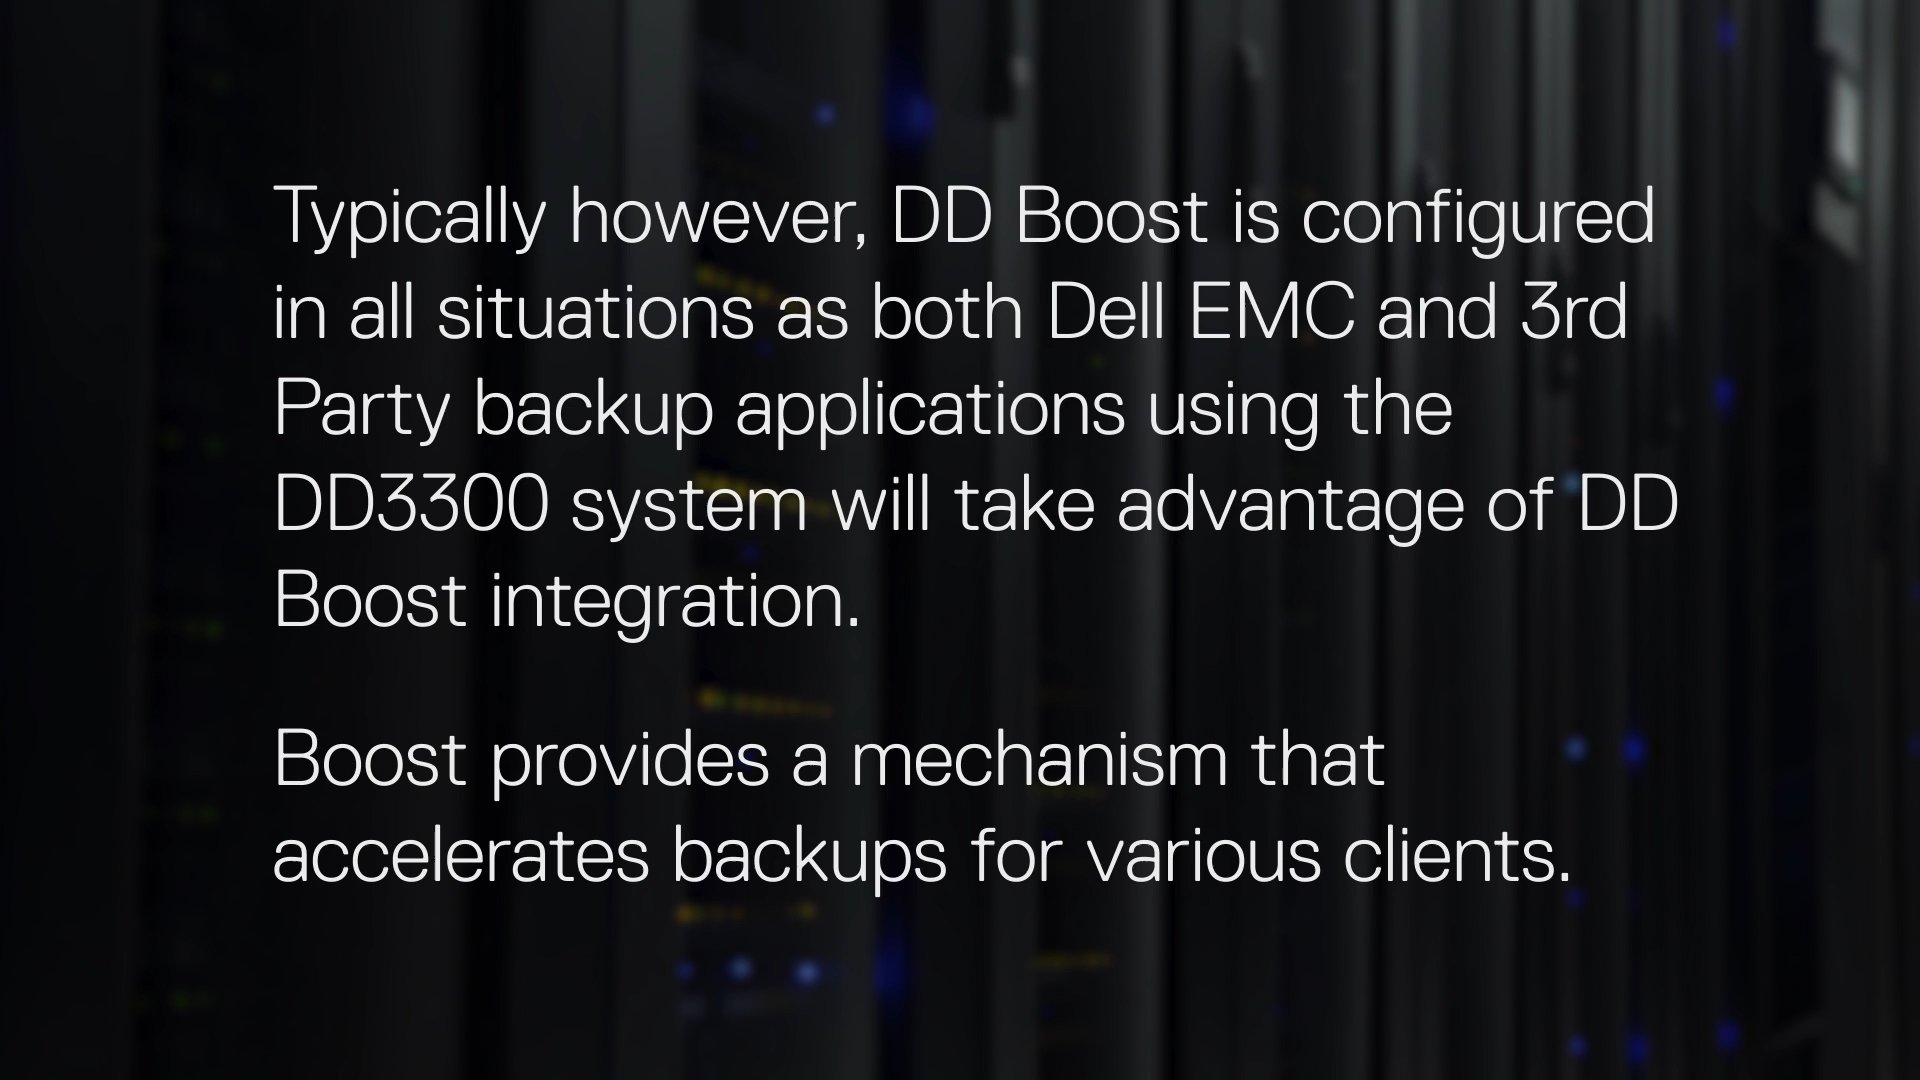 Typically however, DD Boost is configured
in all situations as both Dell EMC and 3rd
Party backup applications using the
DD3300 system will take advantage of DD
Boost integration.
Boost provides a mechanism that
accelerates backups for various clients.